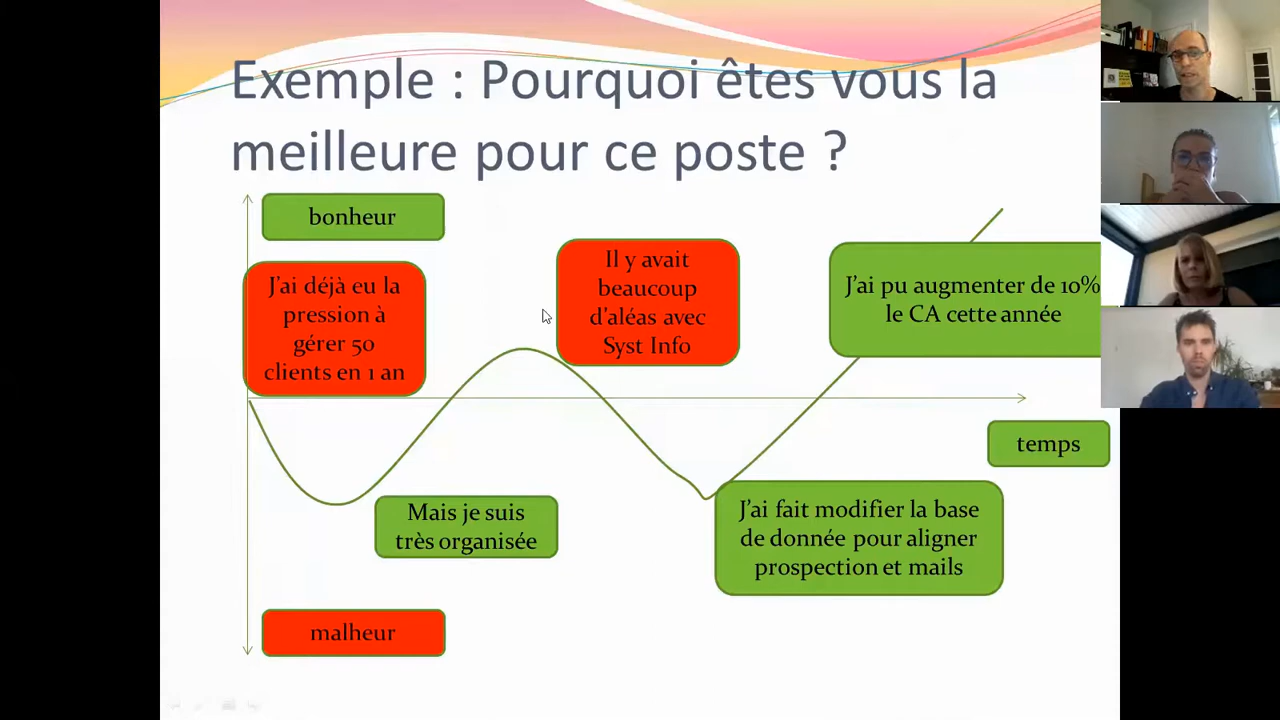 Exemple : Pourquoi êtes vous la
meilleure pour ce poste ?
bonheur
J'ai déjà eu la
pression à
gérer 50
clients en 1 an
Il y avait
beaucoup
d'aléas avec
Syst Info
J'ai pu augmenter de 10%
le CA cette année
temps
Mais je suis
très organisée
J'ai fait modifier la base
de donnée pour aligner
prospection et mails
malheur